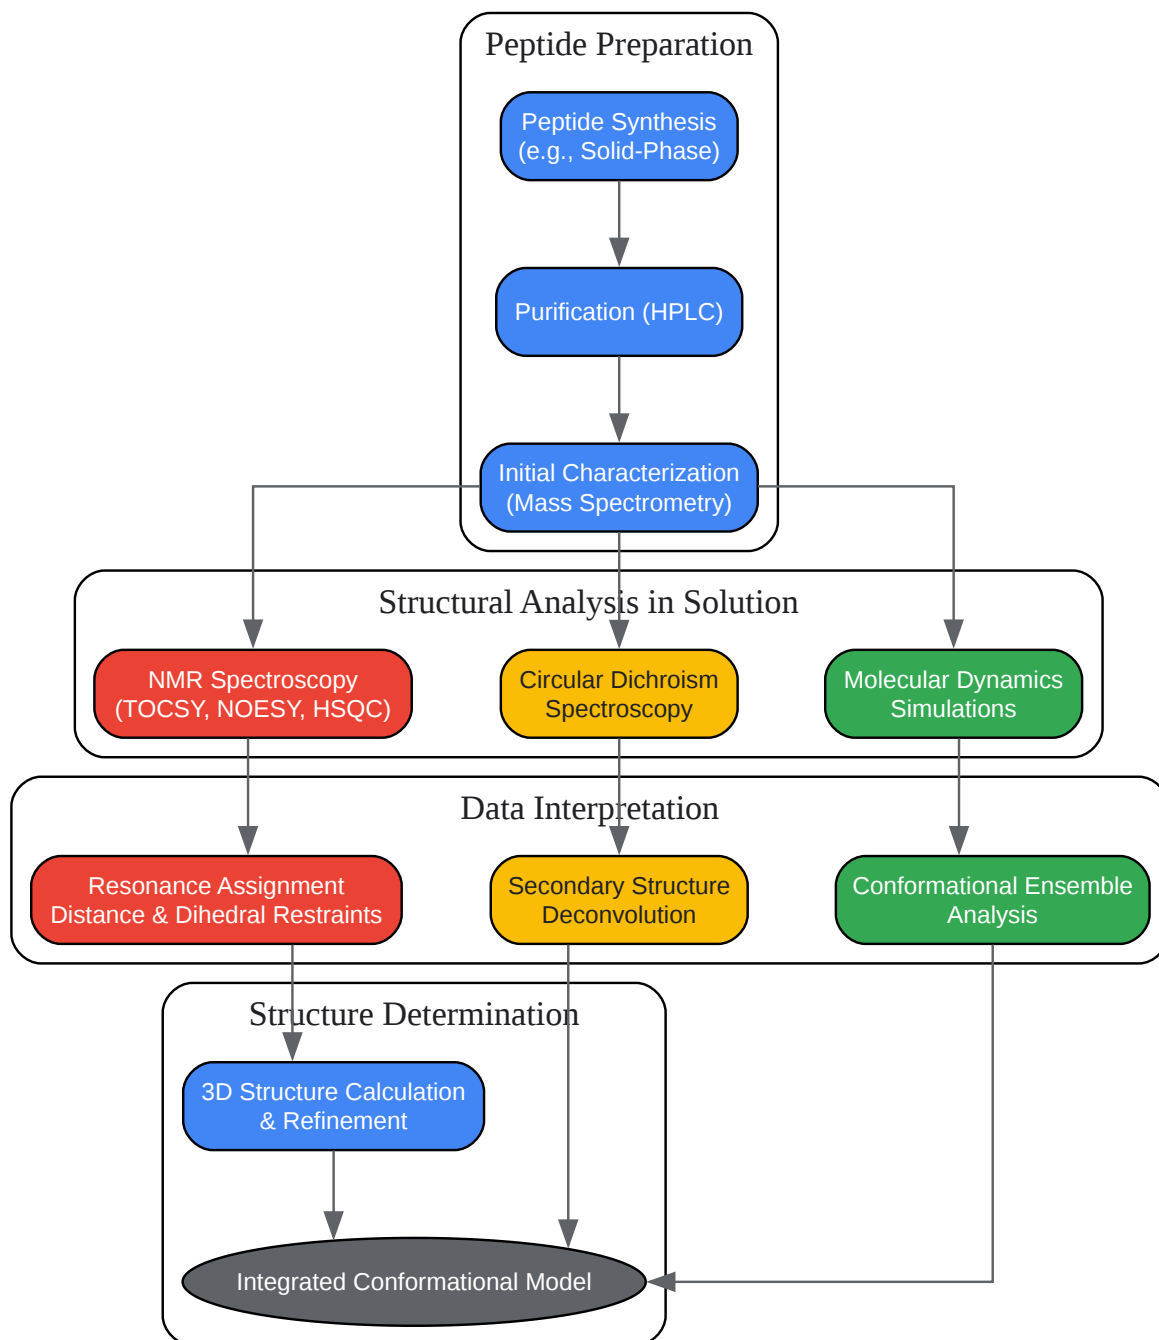 Peptide Preparation
Peptide Synthesis
(e.g., Solid-Phase)
Purification (HPLC)
Initial Characterization
(Mass Spectrometry)
Structural Analysis in Solution
NMR Spectroscopy
(TOCSY, NOESY, HSQC)
Circular Dichroism
Spectroscopy
Molecular Dynamics
Simulations
Data Interpretation
Resonance Assignment
Distance & Dihedral Restraints
Secondary Structure
Deconvolution
Conformational Ensemble
Analysis
Structure Determination
3D Structure Calculation
& Refinement
Integrated Conformational Model